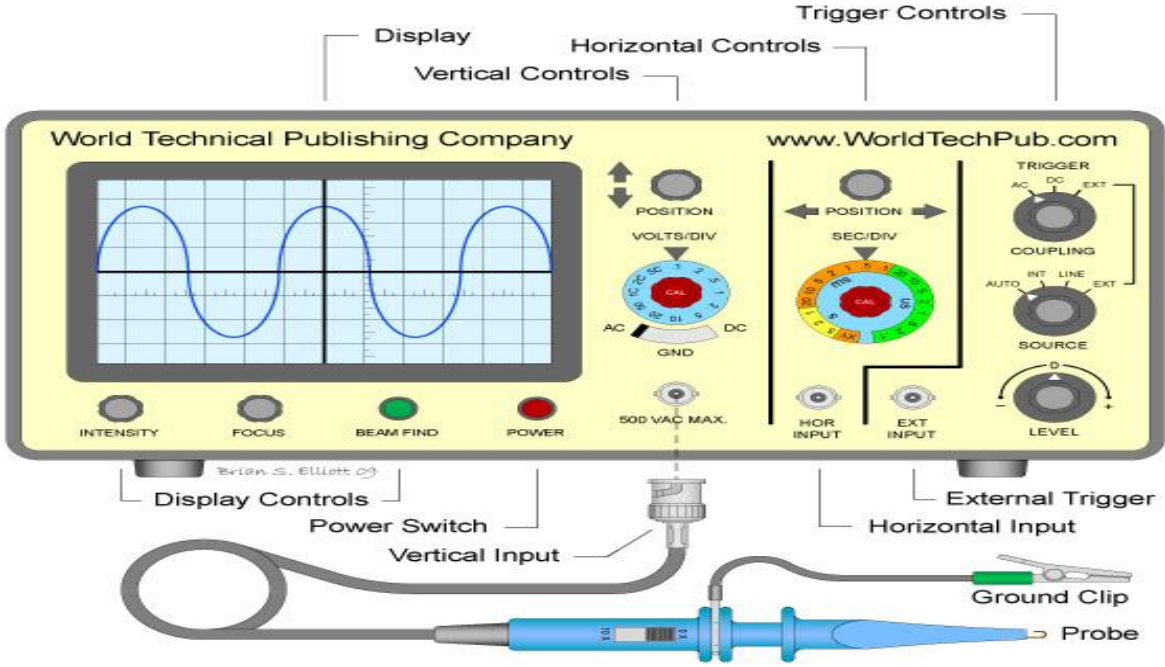 Trigger Controls
Display
Horizontal Controls
Vertical Controls
World Technical Publishing Company
www.WorldTechPub.com
TRIGGER
AC DC EXT
POSITION
POSITION
COUPLING
VOLTS/DIV
SEC/DIV
CAL
CAL
mS
S
AUTO INT LINE EXT
AC DC
GND
SOURCE
500 VAC MAX.
HOR INPUT
EXT INPUT
LEVEL
- +
INTENSITY
FOCUS
BEAM FIND
POWER
Brian S. Elliott 09
Display Controls
External Trigger
Power Switch
Horizontal Input
Vertical Input
Ground Clip
Probe
10 X